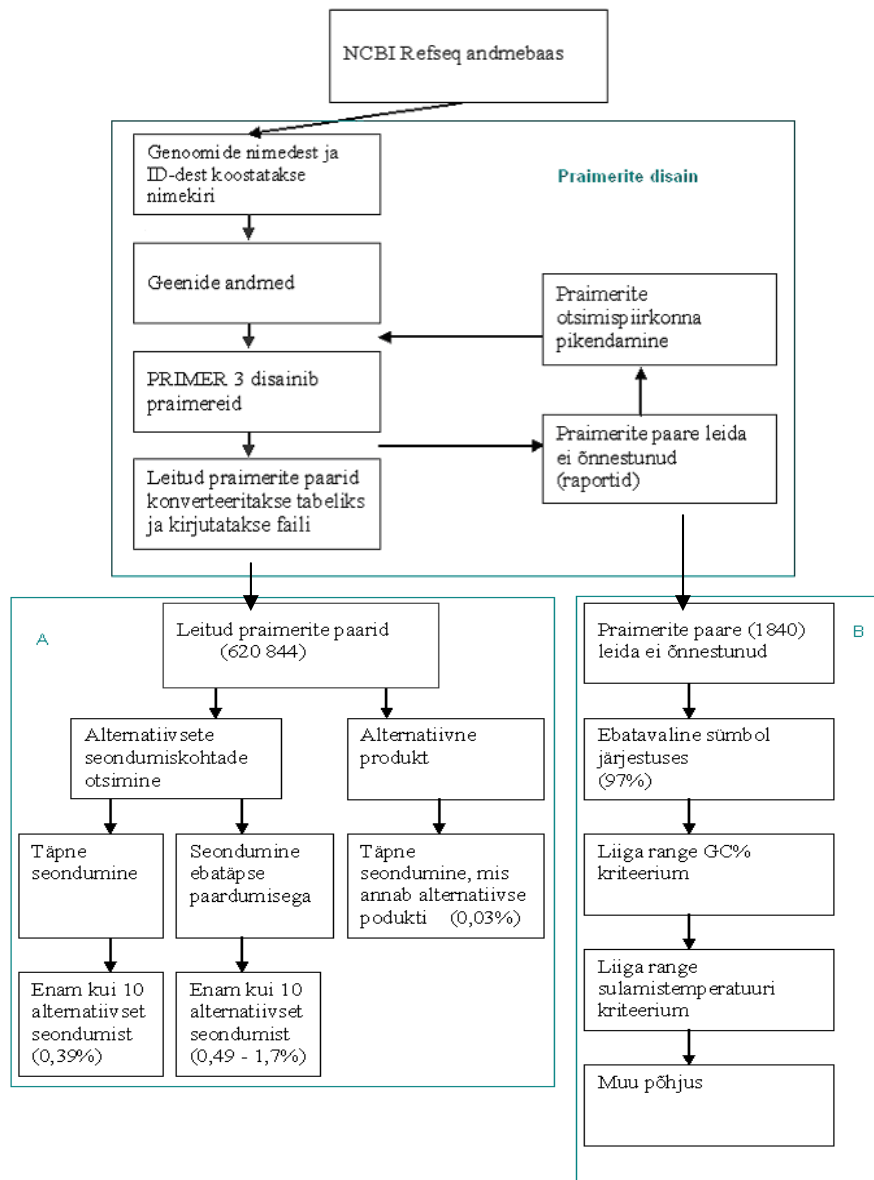 NCBI Refseq andmebaas
Genoomide nimedest ja
ID-dest koostatakse
nimekiri
Praimerite disain
Geenide andmed
Praimerite
otsimispiirkonna
pikendamine
PRIMER 3 disainib
praimereid
Praimerite paare leida
ei õnnestunud
(raportid)
Leitud praimerite paarid
konverteeritakse tabeliks
ja kirjutatakse faili
A
Leitud praimerite paarid
(620 844)
Alternatiivsete
seondumiskohtade
otsimine
Alternatiivne
produkt
Täpne
seondumine
Seondumine
ebatäpse
paardumisega
Täpne
seondumine, mis
annab alternatiivse
podukti (0,03%)
Enam kui 10
alternatiivset
seondumist
(0,39%)
Enam kui 10
alternatiivset
seondumist
(0,49 - 1,7%)
B
Praimerite paare (1840)
leida ei õnnestunud
Ebatavaline sümbol
järjestuses
(97%)
Liiga range GC%
kriteerium
Liiga range
sulamistemperatuuri
kriteerium
Muu põhjus